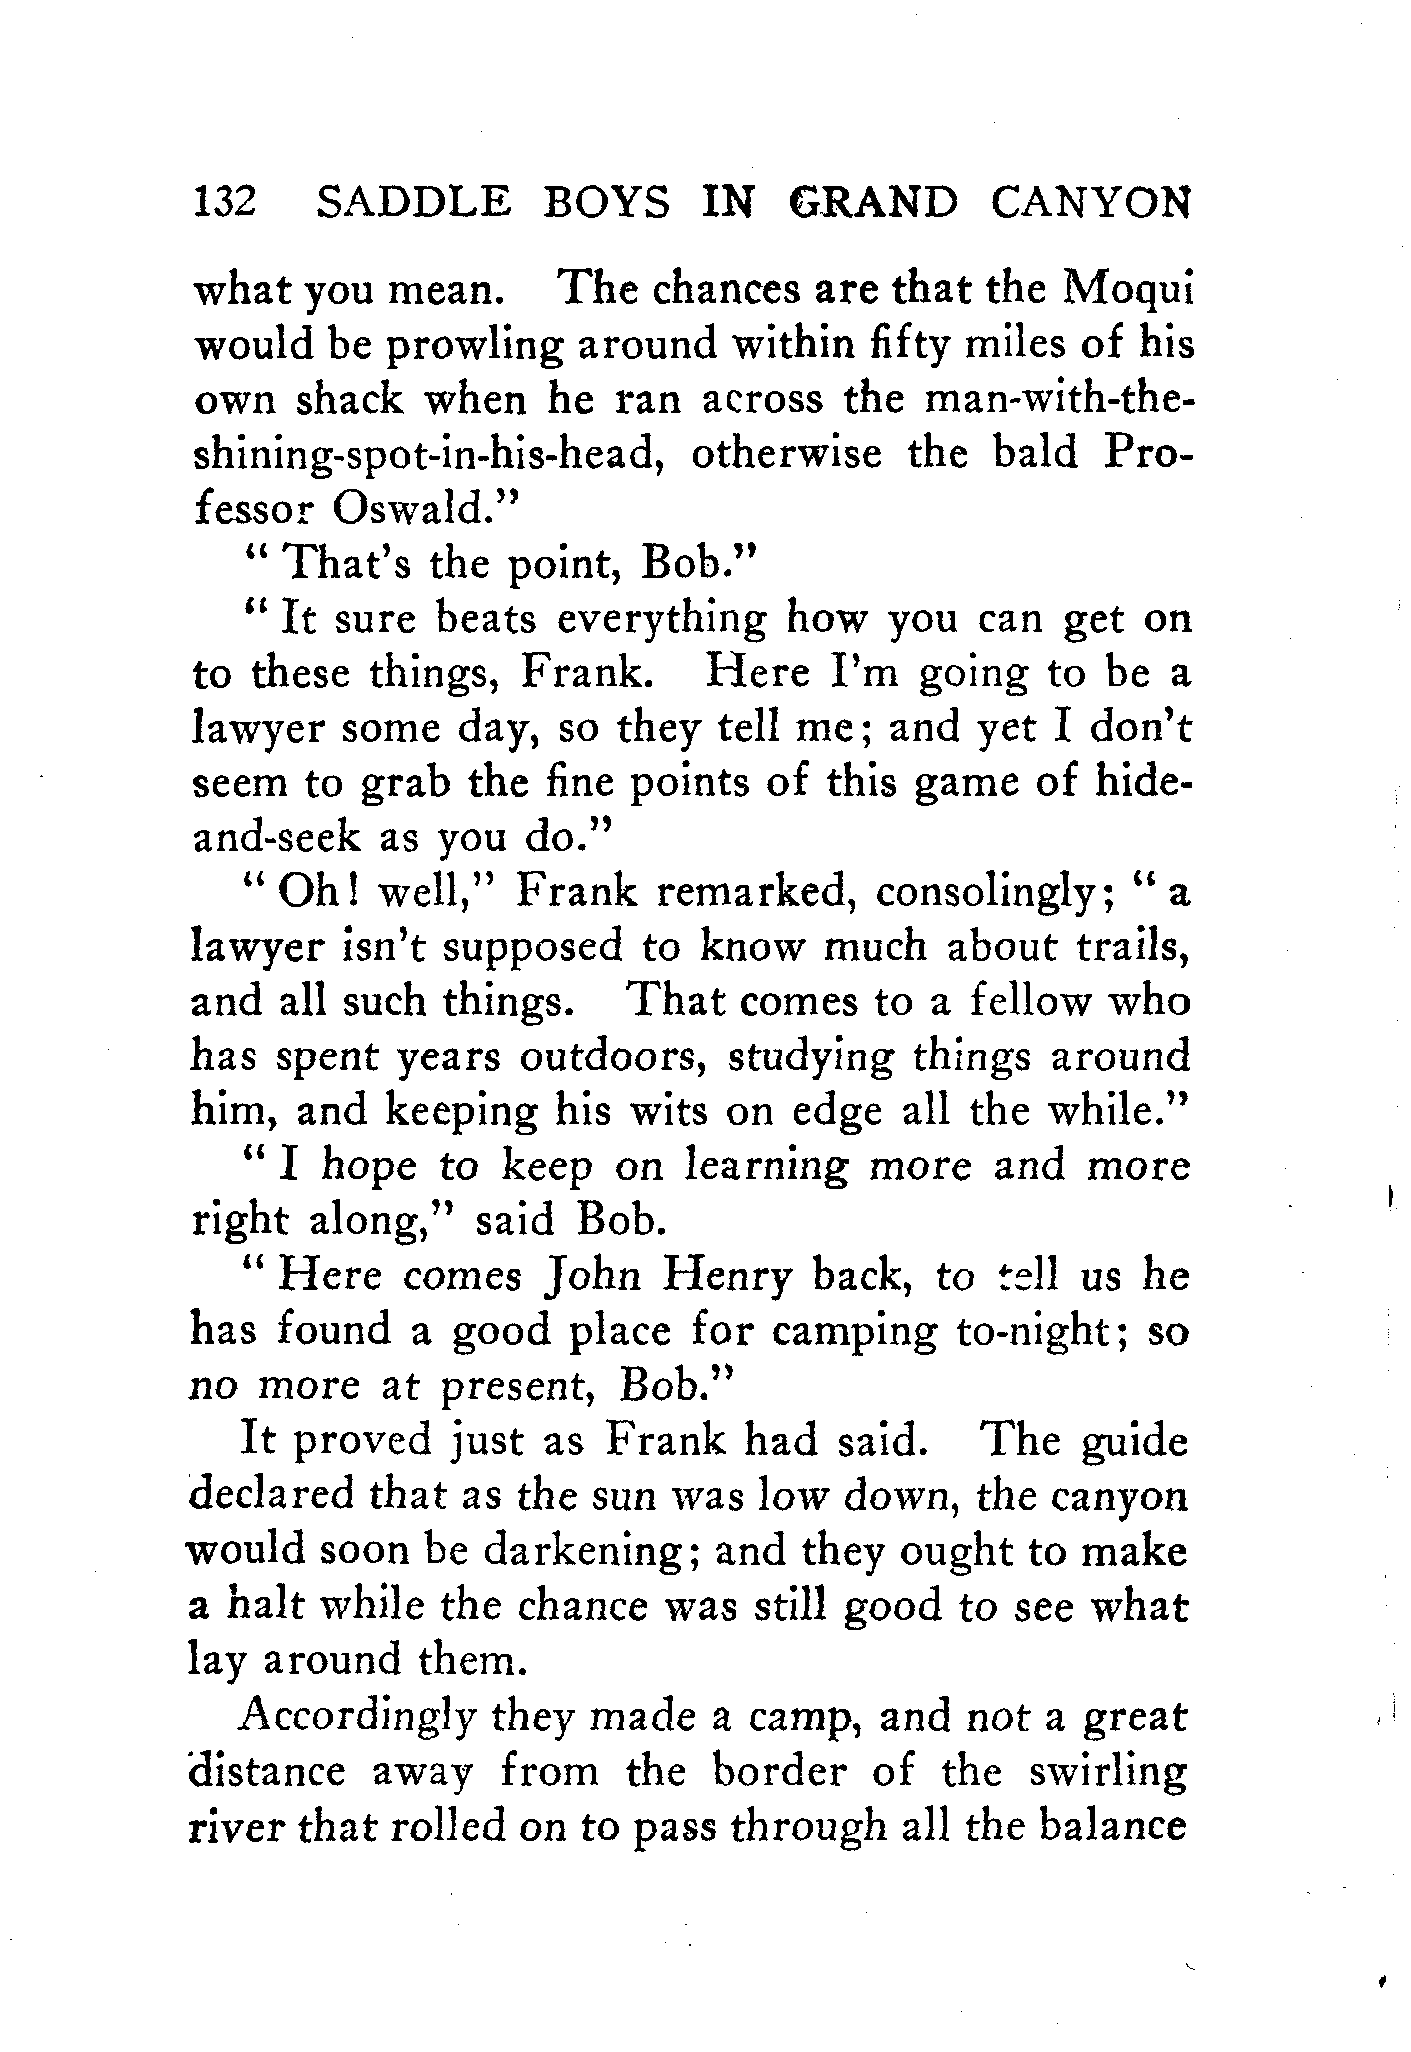 132 SADDLE BOYS IN GRAND CANYON
what you mean. The chances are that the Moqui
would be prowling around within fifty miles of his
own shack when he ran across the man-with-the-
shining-spot-in-his-head, otherwise the bald Pro-
fessor Oswald."
" That's the point, Bob."
" It sure beats everything how you can get on
to these things, Frank. Here I'm going to be a
lawyer some day, so they tell me; and yet I don't
seem to grab the fine points of this game of hide-
and-seek as you do."
" Oh! well," Frank remarked, consolingly; " a
lawyer isn't supposed to know much about trails,
and all such things. That comes to a fellow who
has spent years outdoors, studying things around
him, and keeping his wits on edge all the while."
" I hope to keep on learning more and more
right along," said Bob.
" Here comes John Henry back, to tell us he
has found a good place for camping to-night; so
no more at present, Bob."
It proved just as Frank had said. The guide
declared that as the sun was low down, the canyon
would soon be darkening; and they ought to make
a halt while the chance was still good to see what
lay around them.
Accordingly they made a camp, and not a great
distance away from the border of the swirling
river that rolled on to pass through all the balance